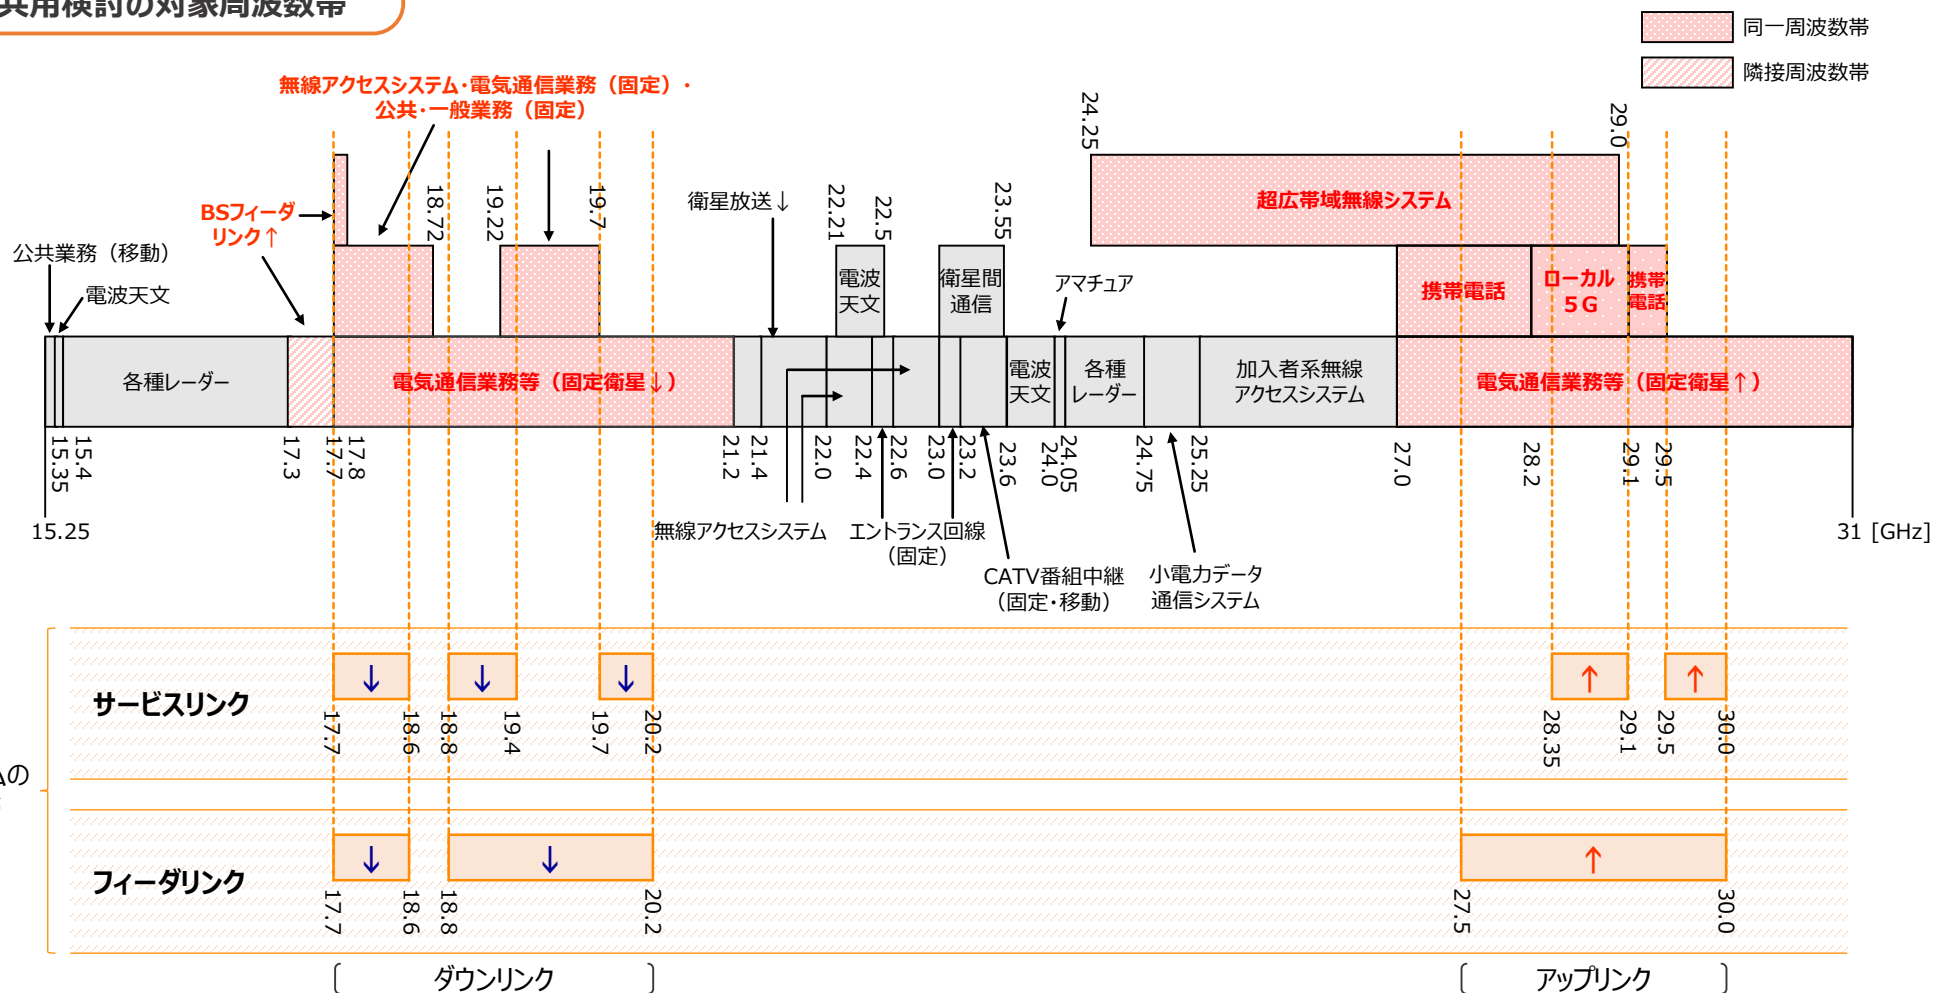 共用検討の対象周波数帯
同一周波数帯
隣接周波数帯
無線アクセスシステム・電気通信業務（固定）・
公共・一般業務（固定）
24.25
29.0
18.72
19.22
19.7
衛星放送↓
22.21
22.5
23.55
超広帯域無線システム
BSフィーダ
リンク↑
公共業務（移動）
電波天文
電波
天文
衛星間
通信
アマチュア
携帯電話
ローカル
5G
携帯
電話
各種レーダー
電気通信業務等（固定衛星↓）
電波
天文
各種
レーダー
加入者系無線
アクセスシステム
電気通信業務等（固定衛星↑）
15.35
15.4
17.3
17.7
17.8
21.2
21.4
22.0
22.4
22.6
23.0
23.2
23.6
24.0
24.05
24.75
25.25
27.0
28.2
29.1
29.5
15.25
31 [GHz]
無線アクセスシステム
エントランス回線
（固定）
CATV番組中継
（固定・移動）
小電力データ
通信システム
サービスリンク
↓
↓
↓
↑
↑
17.7
18.6
18.8
19.4
19.7
20.2
28.35
29.1
29.5
30.0
ムの
フィーダリンク
↓
↓
↑
17.7
18.6
18.8
20.2
27.5
30.0
ダウンリンク
アップリンク